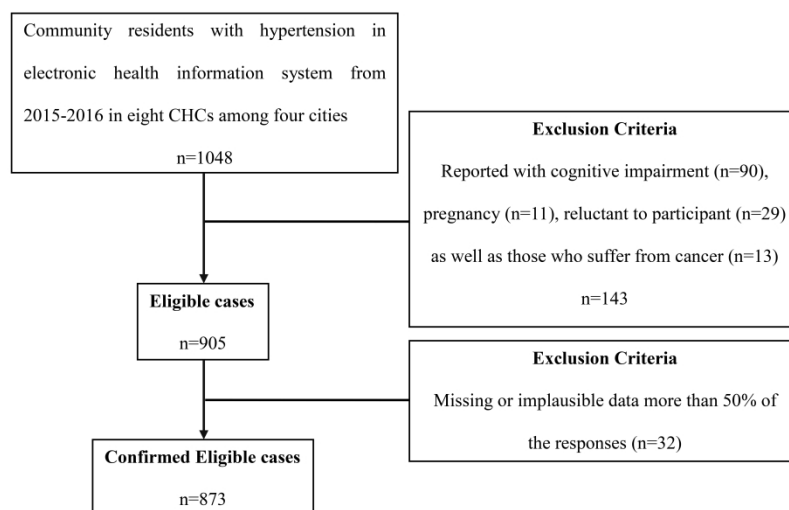 Community residents with hypertension in
electronic health information system from
2015-2016 in eight CHCs among four cities
n=1048
Exclusion Criteria
Reported with cognitive impairment (n=90),
pregnancy (n=11), reluctant to participant (n=29)
as well as those who suffer from cancer (n=13)
n=143
Eligible cases
n=905
Exclusion Criteria
Missing or implausible data more than 50% of
the responses (n=32)
Confirmed Eligible cases
n=873